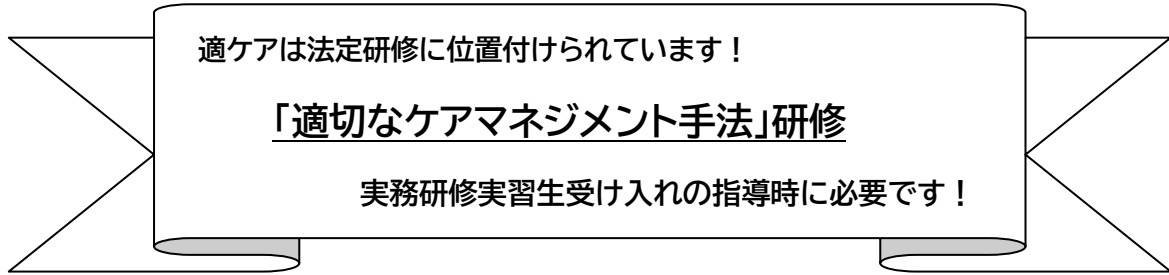 適ケアは法定研修に位置付けられています！
「適切なケアマネジメント手法」研修
実務研修実習生受け入れの指導時に必要です！